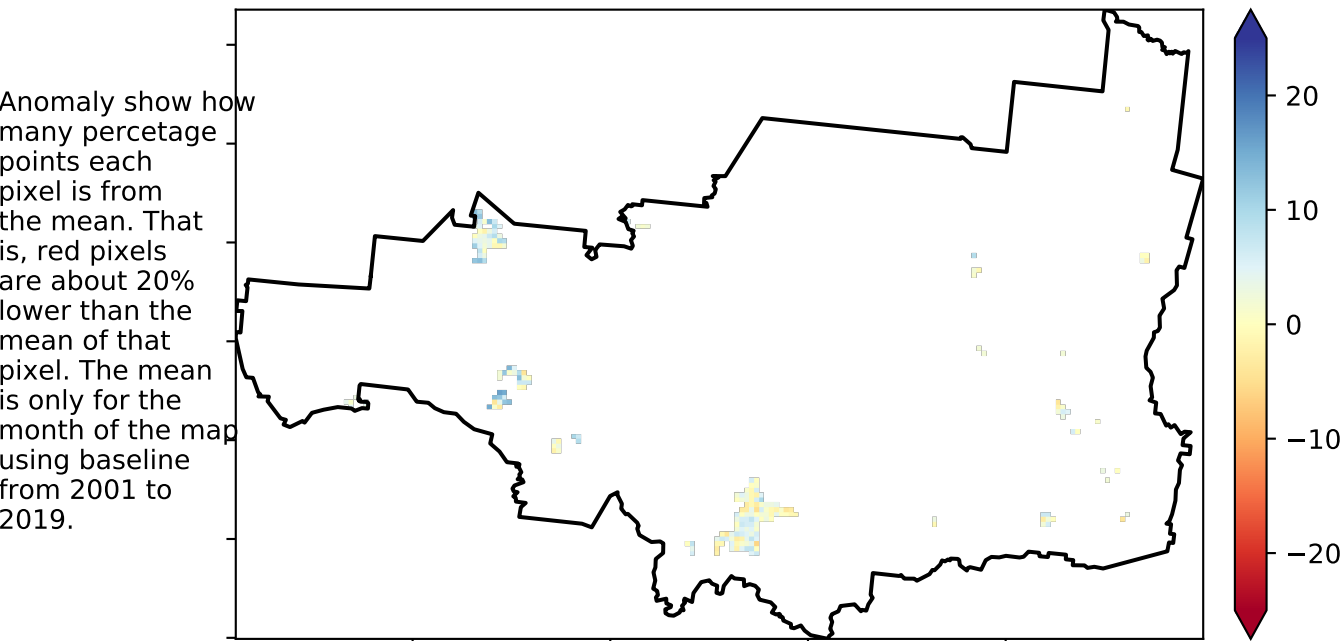 Anomaly show how
many percetage
points each
pixel is from
the mean. That
is, red pixels
are about 20%
lower than the
mean of that
pixel. The mean
is only for the
month of the map
using baseline
from 2001 to
2019.
20
10
0
−10
−20